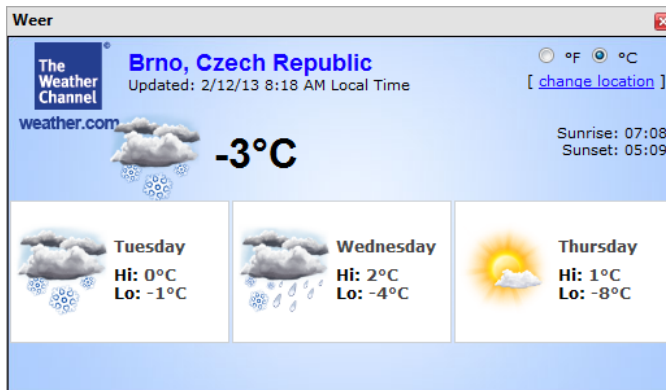 Weer
The
Weather
Channel
weather.com
Brno, Czech Republic
Updated: 2/12/13 8:18 AM Local Time
°F °C
[ change location ]
-3°C
Sunrise: 07:08
Sunset: 05:09
Tuesday
Hi: 0°C
Lo: -1°C
Wednesday
Hi: 2°C
Lo: -4°C
Thursday
Hi: 1°C
Lo: -8°C